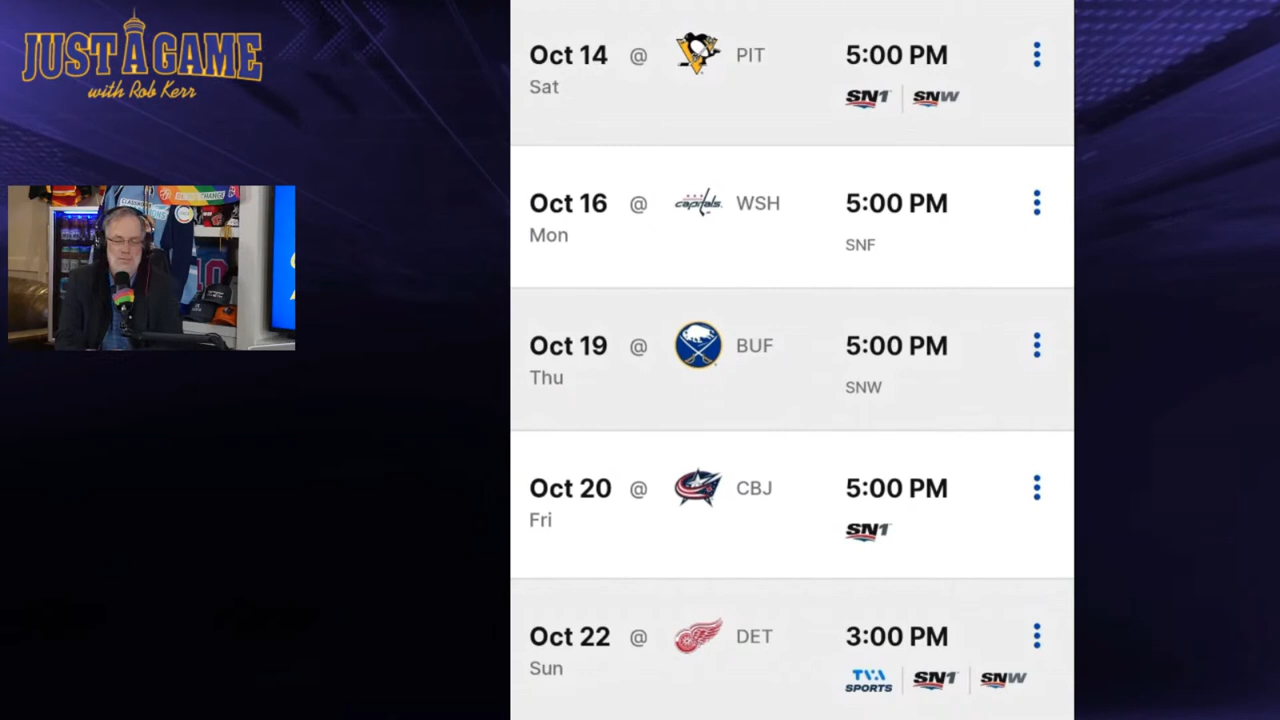 JUST A GAME
with Rob Kerr
Oct 14 @ PIT 5:00 PM
Sat
SN1 SNW
Oct 16 @ capitals WSH 5:00 PM
Mon
SNF
Oct 19 @ BUF 5:00 PM
Thu
SNW
Oct 20 @ CBJ 5:00 PM
Fri
SN1
Oct 22 @ DET 3:00 PM
Sun
TVA SPORTS SN1 SNW